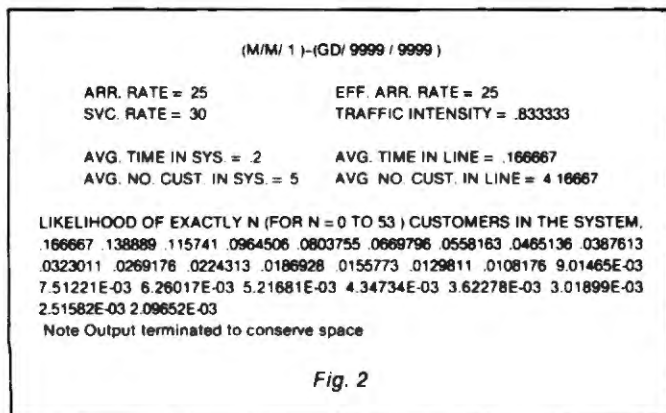 (M/M/ 1 )-(GD/ 9999 / 9999 )
ARR. RATE = 25 EFF. ARR. RATE = 25
SVC. RATE = 30 TRAFFIC INTENSITY = .833333
AVG. TIME IN SYS. = .2 AVG. TIME IN LINE = .166667
AVG. NO. CUST. IN SYS. = 5 AVG NO. CUST. IN LINE = 4 16667
LIKELIHOOD OF EXACTLY N (FOR N = 0 TO 53 ) CUSTOMERS IN THE SYSTEM,
.166667 .138889 .115741 .0964506 .0803755 .0669796 .0558163 .0465136 .0387613
.0323011 .0269176 .0224313 .0186928 .0155773 .0129811 .0108176 9.01465E-03
7.51221E-03 6.26017E-03 5.21681E-03 4.34734E-03 3.62278E-03 3.01899E-03
2.51582E-03 2.09652E-03
Note Output terminated to conserve space
Fig. 2